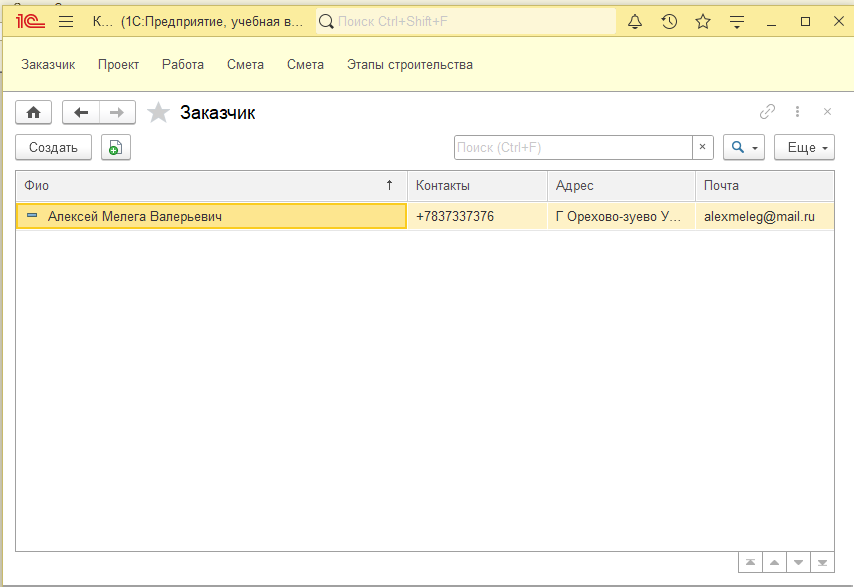 1С К... (1С:Предприятие, учебная в... Поиск Ctrl+Shift+F
Заказчик Проект Работа Смета Смета Этапы строительства
Заказчик
Создать Поиск (Ctrl+F) × Еще
Фио ↑ Контакты Адрес Почта
Алексей Мелега Валерьевич +7837337376 Г Орехово-зуево У... alexmeleg@mail.ru